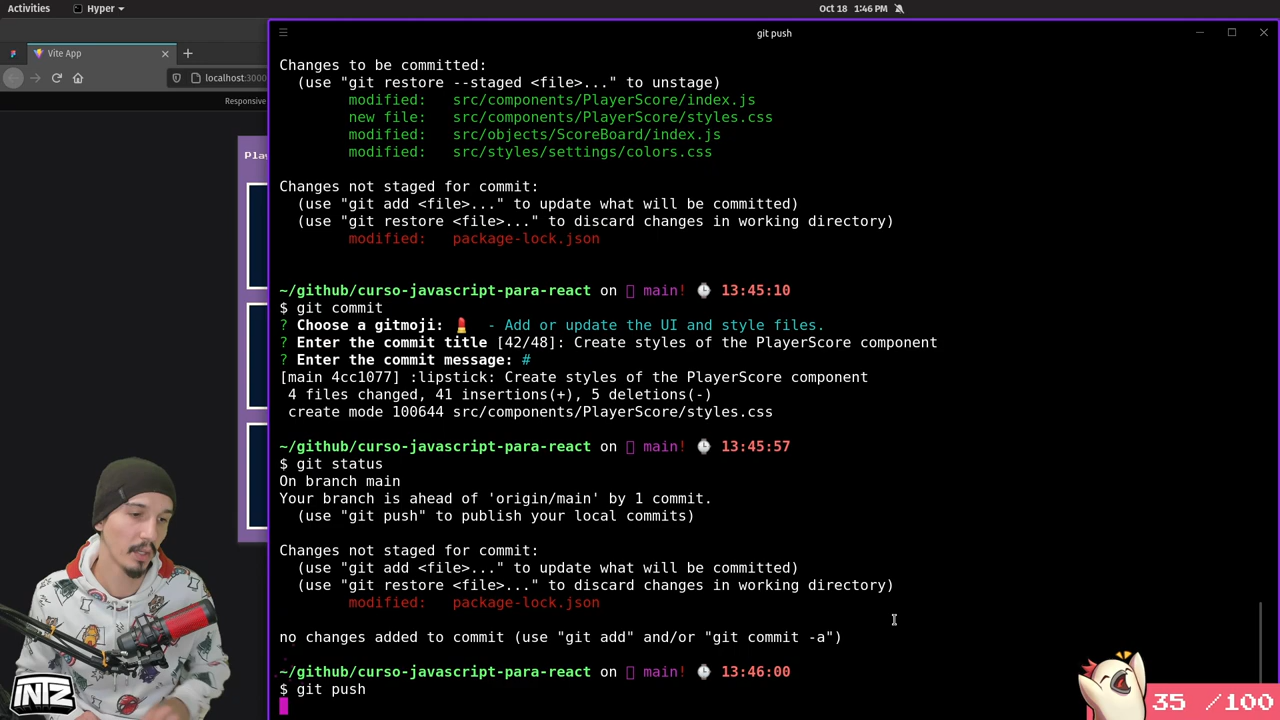 Activities
Hyper
Oct 18 1:46 PM
git push
Vite App
localhost:3000
Responsive
Play
Changes to be committed:
(use "git restore --staged <file>..." to unstage)
modified: src/components/PlayerScore/index.js
new file: src/components/PlayerScore/styles.css
modified: src/objects/ScoreBoard/index.js
modified: src/styles/settings/colors.css
Changes not staged for commit:
(use "git add <file>..." to update what will be committed)
(use "git restore <file>..." to discard changes in working directory)
modified: package-lock.json
~/github/curso-javascript-para-react on main! 13:45:10
$ git commit
? Choose a gitmoji: 💄 - Add or update the UI and style files.
? Enter the commit title [42/48]: Create styles of the PlayerScore component
? Enter the commit message: #
[main 4cc1077] :lipstick: Create styles of the PlayerScore component
4 files changed, 41 insertions(+), 5 deletions(-)
create mode 100644 src/components/PlayerScore/styles.css
~/github/curso-javascript-para-react on main! 13:45:57
$ git status
On branch main
Your branch is ahead of 'origin/main' by 1 commit.
(use "git push" to publish your local commits)
Changes not staged for commit:
(use "git add <file>..." to update what will be committed)
(use "git restore <file>..." to discard changes in working directory)
modified: package-lock.json
no changes added to commit (use "git add" and/or "git commit -a")
~/github/curso-javascript-para-react on main! 13:46:00
$ git push
INTZ
35 /100